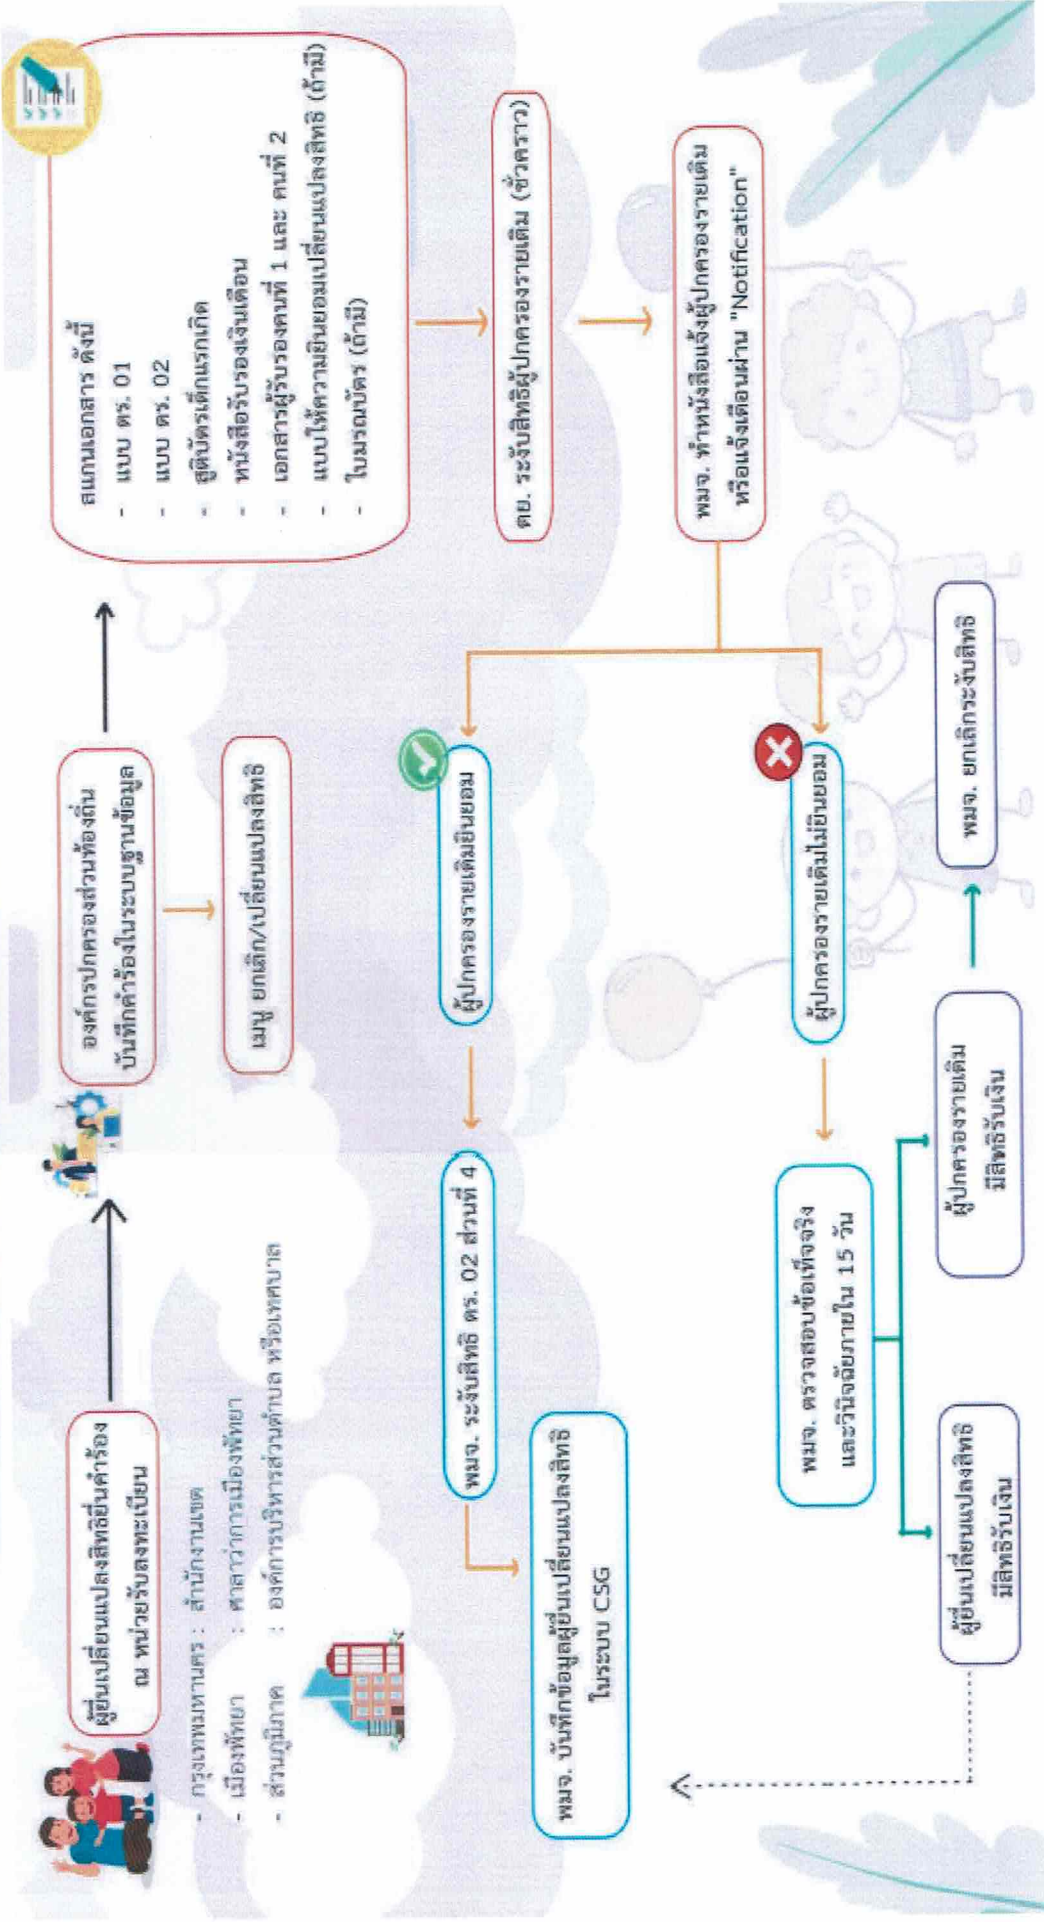 ผู้ยื่นเปลี่ยนแปลงสิทธิยื่นคำร้อง
ณ หน่วยรับลงทะเบียน
- กรุงเทพมหานคร : สำนักงานเขต
- เมืองพัทยา : ศาลาว่าการเมืองพัทยา
- ส่วนภูมิภาค : องค์การบริหารส่วนตำบล หรือเทศบาล
องค์กรปกครองส่วนท้องถิ่น
บันทึกคำร้องในระบบฐานข้อมูล
เมนู ยกเลิก/เปลี่ยนแปลงสิทธิ
สแกนเอกสาร ดังนี้
- แบบ ดร. 01
- แบบ ดร. 02
- สูติบัตรเด็กแรกเกิด
- หนังสือรับรองเงินเดือน
- เอกสารผู้รับรองคนที่ 1 และ คนที่ 2
- แบบให้ความยินยอมเปลี่ยนแปลงสิทธิ (ถ้ามี)
- ใบมรณบัตร (ถ้ามี)
ดย. ระงับสิทธิผู้ปกครองรายเดิม (ชั่วคราว)
พมจ. ทำหนังสือแจ้งผู้ปกครองรายเดิม
หรือแจ้งเตือนผ่าน "Notification"
ผู้ปกครองรายเดิมยินยอม
พมจ. ระงับสิทธิ ดร. 02 ส่วนที่ 4
พมจ. บันทึกข้อมูลผู้ยื่นเปลี่ยนแปลงสิทธิ
ในระบบ CSG
ผู้ปกครองรายเดิมไม่ยินยอม
พมจ. ตรวจสอบข้อเท็จจริง
และวินิจฉัยภายใน 15 วัน
ผู้ยื่นเปลี่ยนแปลงสิทธิ
มีสิทธิรับเงิน
ผู้ปกครองรายเดิม
มีสิทธิรับเงิน
พมจ. ยกเลิกระงับสิทธิ